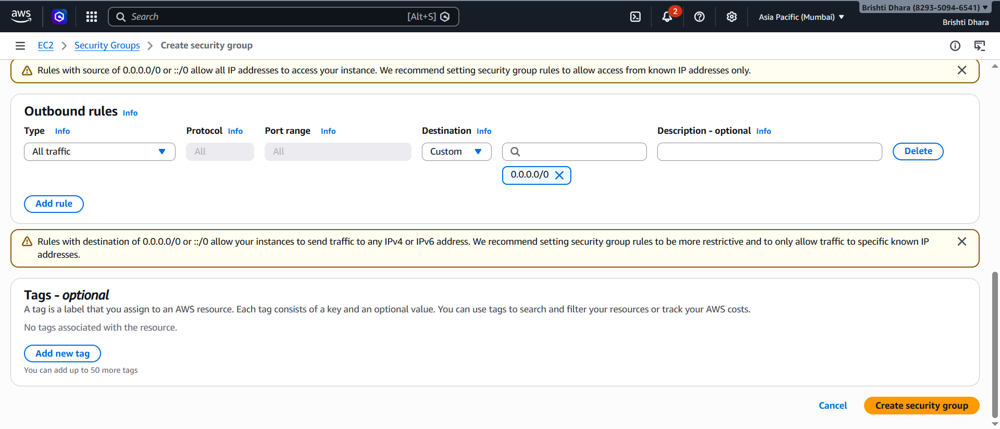 aws
Search [Alt+S]
2
Asia Pacific (Mumbai)
Brishti Dhara (8293-5094-6541)
Brishti Dhara
EC2 Security Groups Create security group
Rules with source of 0.0.0.0/0 or ::/0 allow all IP addresses to access your instance. We recommend setting security group rules to allow access from known IP addresses only.
Outbound rules Info
Type Info Protocol Info Port range Info Destination Info Description - optional Info
All traffic All All Custom Delete
0.0.0.0/0
Add rule
Rules with destination of 0.0.0.0/0 or ::/0 allow your instances to send traffic to any IPv4 or IPv6 address. We recommend setting security group rules to be more restrictive and to only allow traffic to specific known IP
addresses.
Tags - optional
A tag is a label that you assign to an AWS resource. Each tag consists of a key and an optional value. You can use tags to search and filter your resources or track your AWS costs.
No tags associated with the resource.
Add new tag
You can add up to 50 more tags
Cancel Create security group